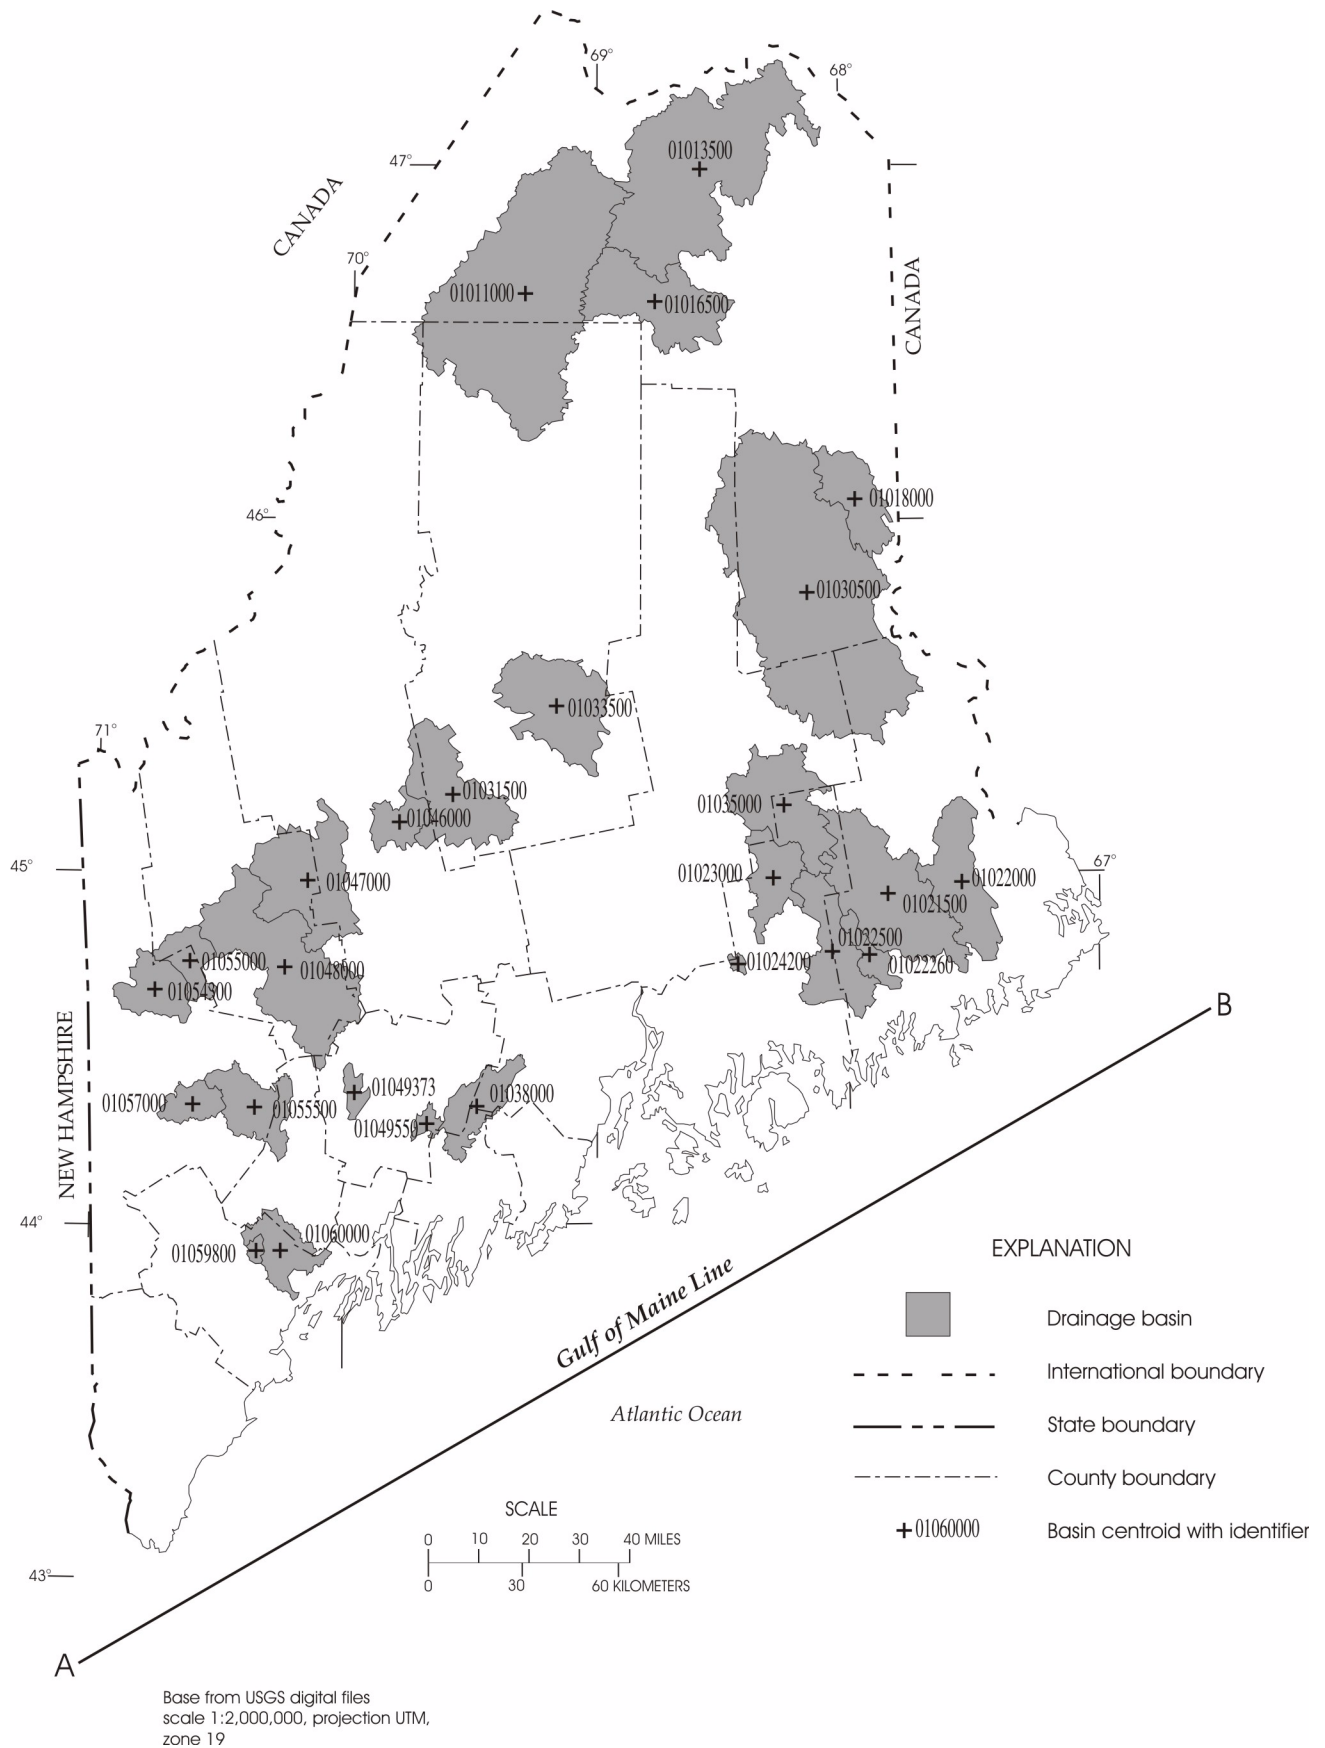 69°
68°
01013500
47°
CANADA
70°
01011000
01016500
CANADA
01018000
46°
01030500
01033500
71°
01031500
01035000
01046000
45°
67°
01023000
01022000
01047000
01021500
01022500
01055000
01024200
01022260
01048000
01054300
NEW HAMPSHIRE
B
01049373
01038000
01057000
01055500
01049550
44°
01060000
01059800
EXPLANATION
Gulf of Maine Line
Drainage basin
International boundary
Atlantic Ocean
State boundary
County boundary
SCALE
01060000 Basin centroid with identifier
0 10 20 30 40 MILES
43°
0 30 60 KILOMETERS
A
Base from USGS digital files
scale 1:2,000,000, projection UTM,
zone 19